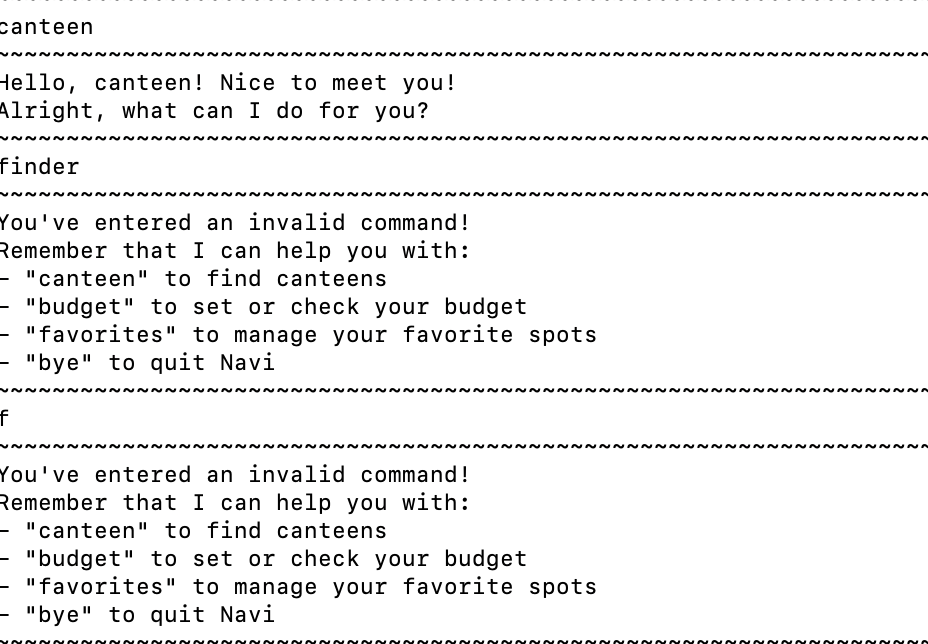 canteen
~~~~~~~~~~~~~~~~~~~~~~~~~~~~~~~~~~~~~~~~~~~~~~~~~~~~~~~~~~~~~~~~~~~
Hello, canteen! Nice to meet you!
Alright, what can I do for you?
~~~~~~~~~~~~~~~~~~~~~~~~~~~~~~~~~~~~~~~~~~~~~~~~~~~~~~~~~~~~~~~~~~~
finder
~~~~~~~~~~~~~~~~~~~~~~~~~~~~~~~~~~~~~~~~~~~~~~~~~~~~~~~~~~~~~~~~~~~
You've entered an invalid command!
Remember that I can help you with:
- "canteen" to find canteens
- "budget" to set or check your budget
- "favorites" to manage your favorite spots
- "bye" to quit Navi
~~~~~~~~~~~~~~~~~~~~~~~~~~~~~~~~~~~~~~~~~~~~~~~~~~~~~~~~~~~~~~~~~~~
f
~~~~~~~~~~~~~~~~~~~~~~~~~~~~~~~~~~~~~~~~~~~~~~~~~~~~~~~~~~~~~~~~~~~
You've entered an invalid command!
Remember that I can help you with:
- "canteen" to find canteens
- "budget" to set or check your budget
- "favorites" to manage your favorite spots
- "bye" to quit Navi
~~~~~~~~~~~~~~~~~~~~~~~~~~~~~~~~~~~~~~~~~~~~~~~~~~~~~~~~~~~~~~~~~~~